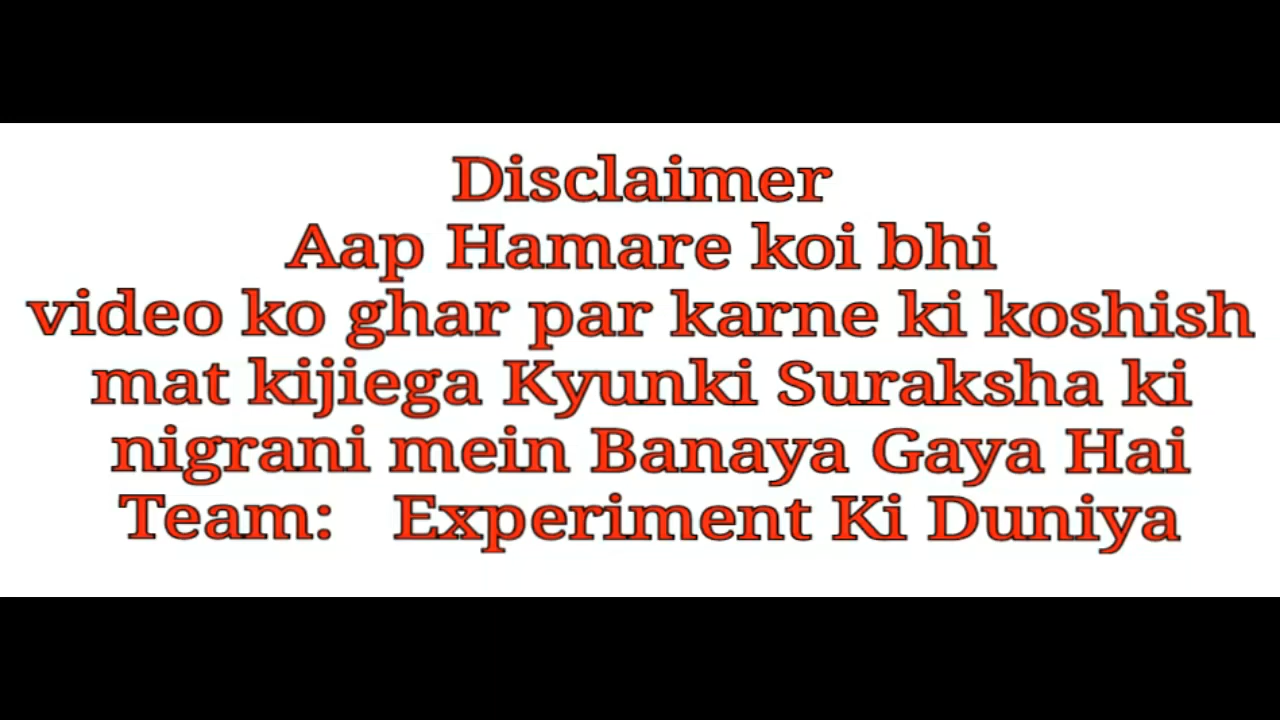 Disclaimer
Aap Hamare koi bhi
video ko ghar par karne ki koshish
mat kijiega Kyunki Suraksha ki
nigrani mein Banaya Gaya Hai
Team: Experiment Ki Duniya